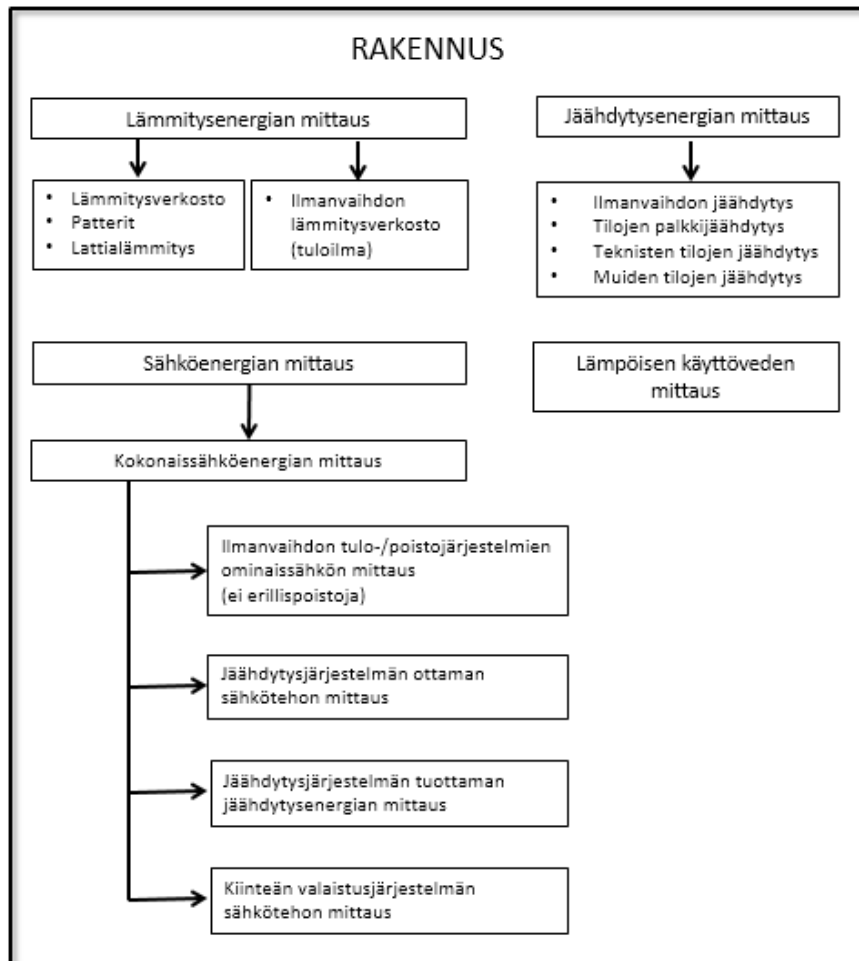 RAKENNUS
Lämmitysenergian mittaus
• Lämmitysverkosto
• Patterit
• Lattialämmitys
• Ilmanvaihdon
lämmitysverkosto
(tuloilma)
Jäähdytysenergian mittaus
• Ilmanvaihdon jäähdytys
• Tilojen palkkijäähdytys
• Teknisten tilojen jäähdytys
• Muiden tilojen jäähdytys
Sähköenergian mittaus
Lämpöisen käyttöveden
mittaus
Kokonaissähköenergian mittaus
Ilmanvaihdon tulo-/poistojärjestelmien
ominaissähkön mittaus
(ei erillispoistoja)
Jäähdytysjärjestelmän ottaman
sähkötehon mittaus
Jäähdytysjärjestelmän tuottaman
jäähdytysenergian mittaus
Kiinteän valaistusjärjestelmän
sähkötehon mittaus